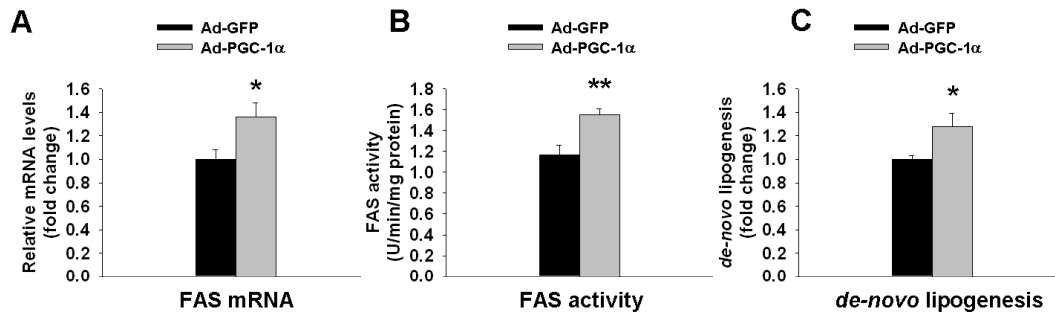 A
Ad-GFP
Ad-PGC-1α
Relative mRNA levels
(fold change)
1.6
1.4
1.2
1.0
0.8
0.6
0.4
0.2
0.0
*
FAS mRNA
B
Ad-GFP
Ad-PGC-1α
FAS activity
(U/min/mg protein)
1.8
1.6
1.4
1.2
1.0
0.8
0.6
0.4
0.2
0.0
**
FAS activity
C
Ad-GFP
Ad-PGC-1α
de-novo lipogenesis
(fold change)
1.6
1.4
1.2
1.0
0.8
0.6
0.4
0.2
0.0
*
de-novo lipogenesis